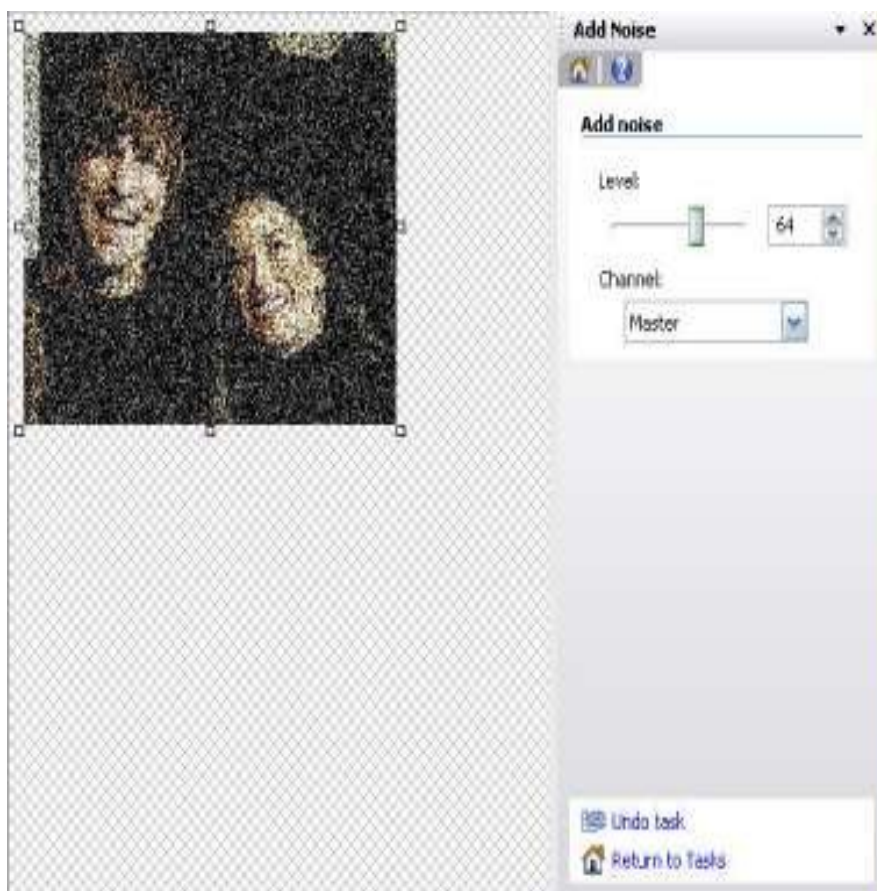 Add Noise
Add noise
Level:
64
Channel:
Master
Undo task
Return to Tasks